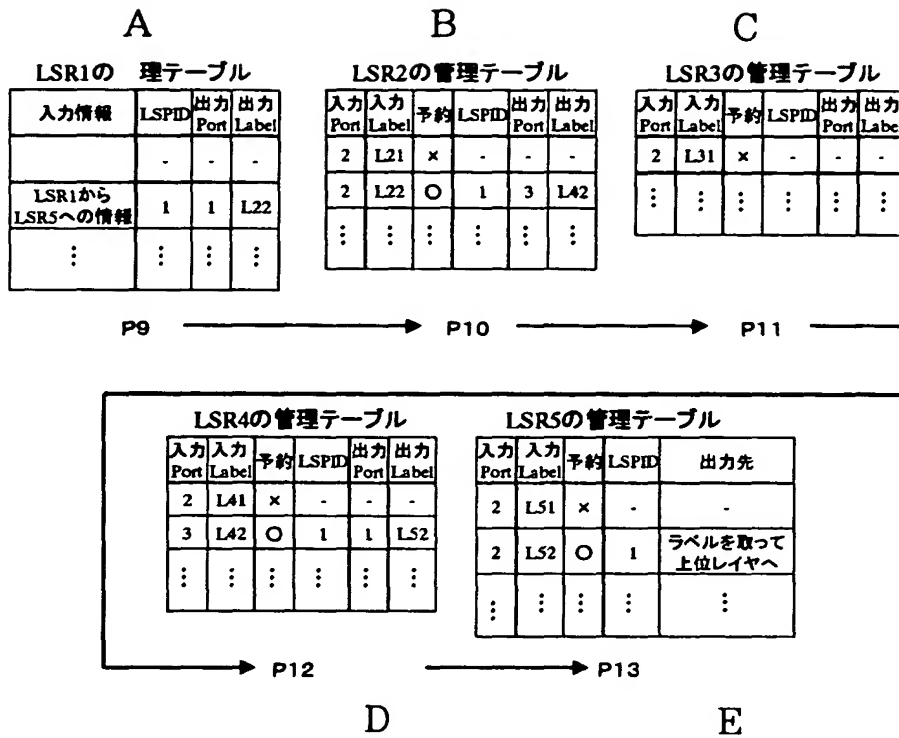 A B C
LSR1の 理テーブル
入力情報 LSPID 出力Port 出力Label
- - -
LSR1からLSR5への情報 1 1 L22
⋮ ⋮ ⋮ ⋮
LSR2の管理テーブル
入力Port 入力Label 予約 LSPID 出力Port 出力Label
2 L21 × - - -
2 L22 ○ 1 3 L42
⋮ ⋮ ⋮ ⋮ ⋮ ⋮
LSR3の管理テーブル
入力Port 入力Label 予約 LSPID 出力Port 出力Label
2 L31 × - - -
⋮ ⋮ ⋮ ⋮ ⋮ ⋮
P9 P10 P11
LSR4の管理テーブル
入力Port 入力Label 予約 LSPID 出力Port 出力Label
2 L41 × - - -
3 L42 ○ 1 1 L52
⋮ ⋮ ⋮ ⋮ ⋮ ⋮
LSR5の管理テーブル
入力Port 入力Label 予約 LSPID 出力先
2 L51 × - -
2 L52 ○ 1 ラベルを取って上位レイヤへ
⋮ ⋮ ⋮ ⋮ ⋮
P12 P13
D E